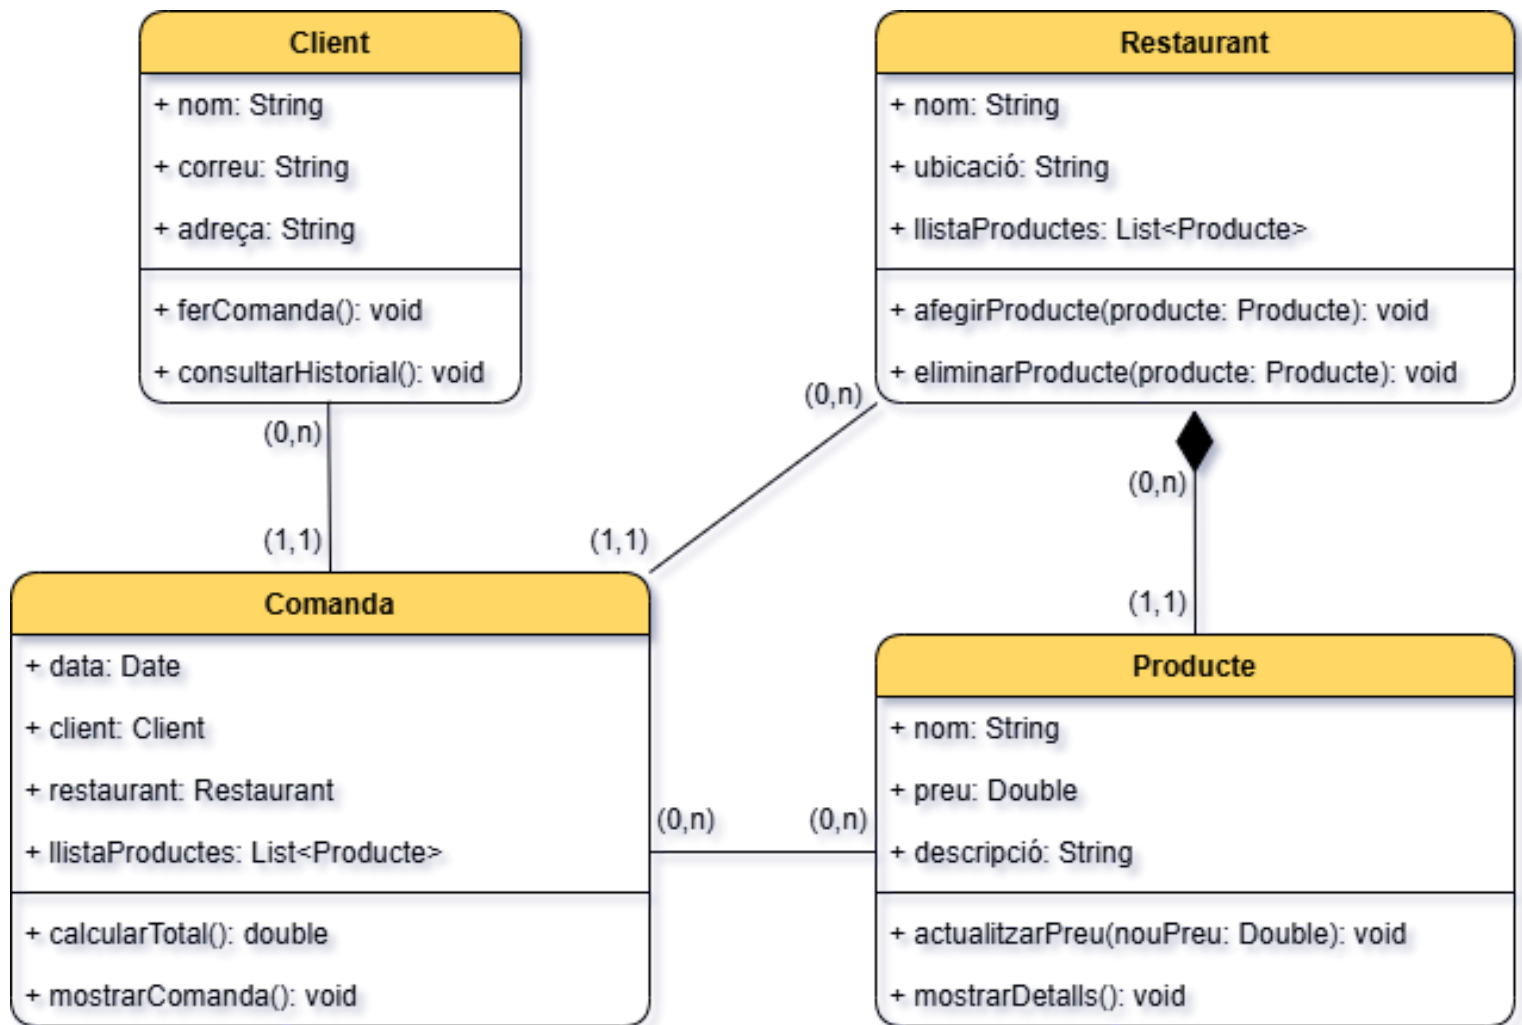 Client
+ nom: String
+ correu: String
+ adreça: String
+ ferComanda(): void
+ consultarHistorial(): void
Restaurant
+ nom: String
+ ubicació: String
+ llistaProductes: List<Producte>
+ afegirProducte(producte: Producte): void
+ eliminarProducte(producte: Producte): void
(0,n)
(1,1)
(0,n)
(1,1)
(0,n)
(1,1)
Comanda
+ data: Date
+ client: Client
+ restaurant: Restaurant
+ llistaProductes: List<Producte>
+ calcularTotal(): double
+ mostrarComanda(): void
(0,n)
(0,n)
Producte
+ nom: String
+ preu: Double
+ descripció: String
+ actualitzarPreu(nouPreu: Double): void
+ mostrarDetalls(): void